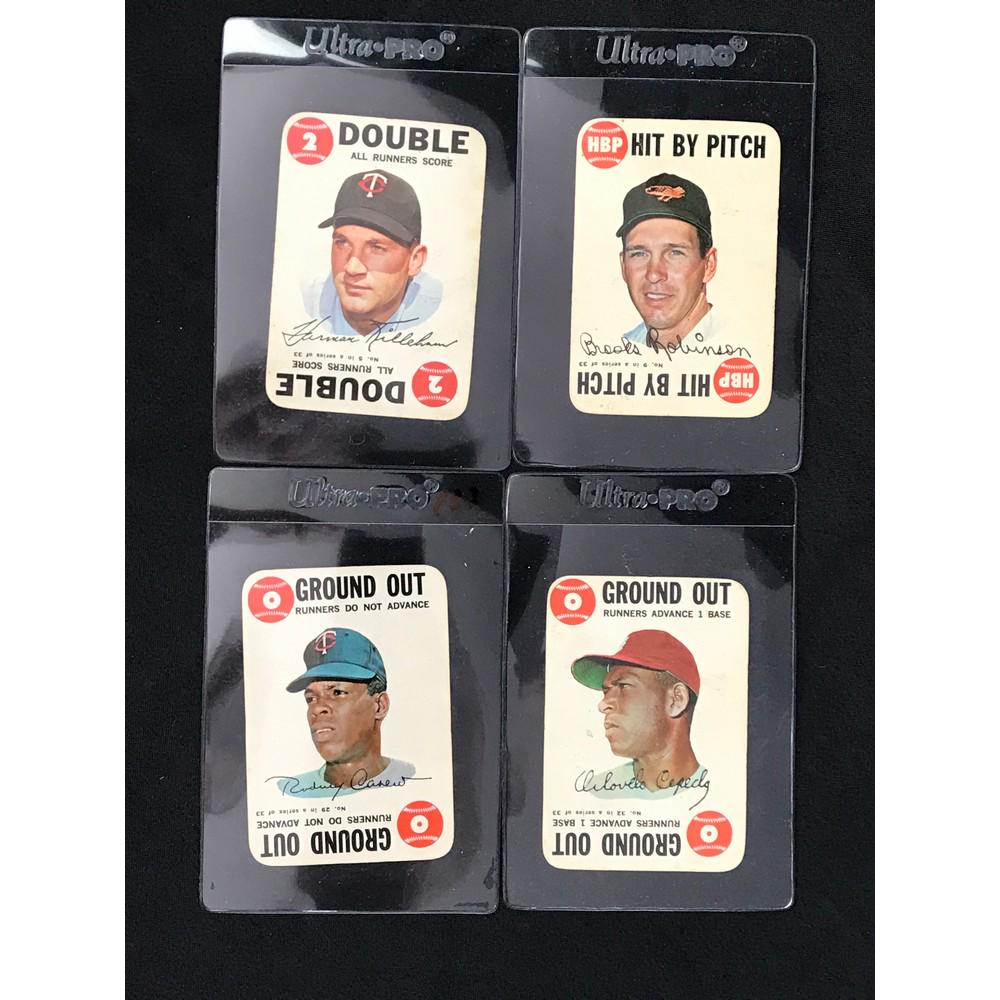 Ultra•PRO®
2 DOUBLE
ALL RUNNERS SCORE
Harmon Killebrew
No. 5 in a series of 33
ALL RUNNERS SCORE
DOUBLE 2
Ultra•PRO®
HBP HIT BY PITCH
Brooks Robinson
No. 9 in a series of 33
HIT BY PITCH HBP
Ultra•PRO®
0 GROUND OUT
RUNNERS DO NOT ADVANCE
TC
Rodney Carew
No. 29 in a series of 33
RUNNERS DO NOT ADVANCE
GROUND OUT 0
Ultra•PRO®
0 GROUND OUT
RUNNERS ADVANCE 1 BASE
Orlando Cepeda
No. 32 in a series of 33
RUNNERS ADVANCE 1 BASE
GROUND OUT 0